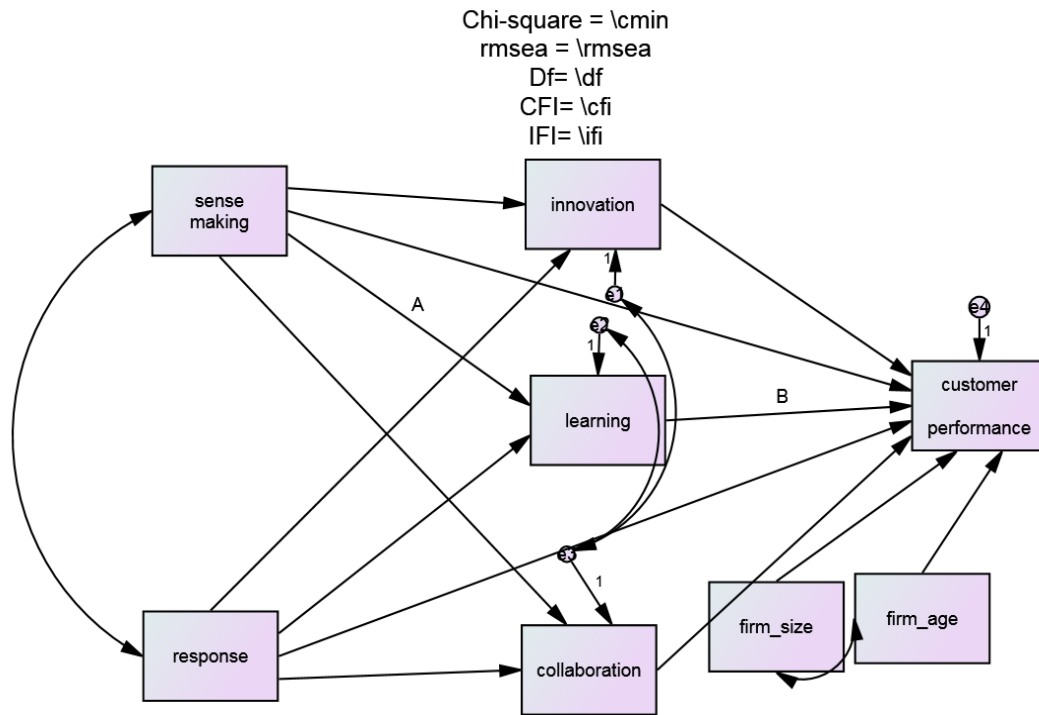 Chi-square = \cmin
rmsea = \rmsea
Df= \df
CFI= \cfi
IFI= \ifi
sense
making
innovation
1
e1
A
e2
1
e4
1
customer
performance
learning
B
e3
1
firm_size
firm_age
response
collaboration